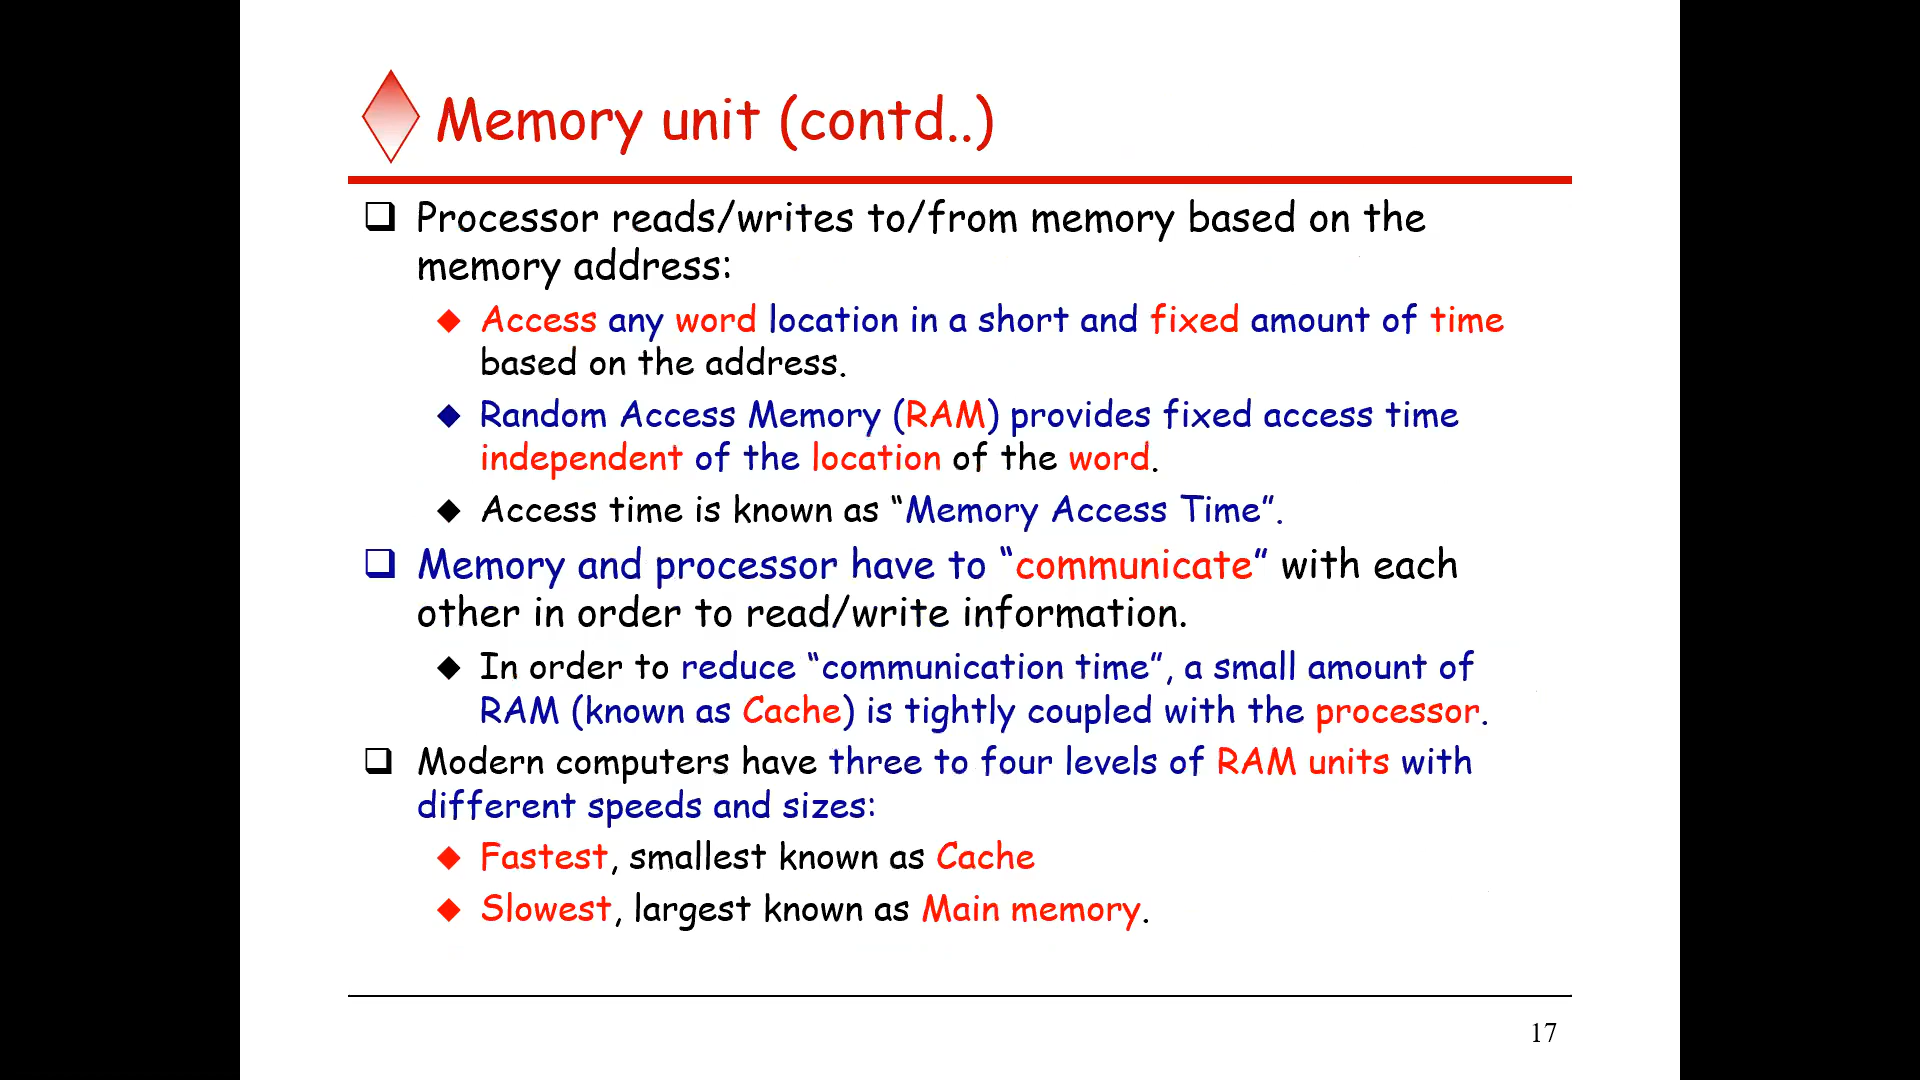 Memory unit (contd..)
Processor reads/writes to/from memory based on the
memory address:
Access any word location in a short and fixed amount of time
based on the address.
Random Access Memory (RAM) provides fixed access time
independent of the location of the word.
Access time is known as “Memory Access Time”.
Memory and processor have to “communicate” with each
other in order to read/write information.
In order to reduce “communication time”, a small amount of
RAM (known as Cache) is tightly coupled with the processor.
Modern computers have three to four levels of RAM units with
different speeds and sizes:
Fastest, smallest known as Cache
Slowest, largest known as Main memory.
17